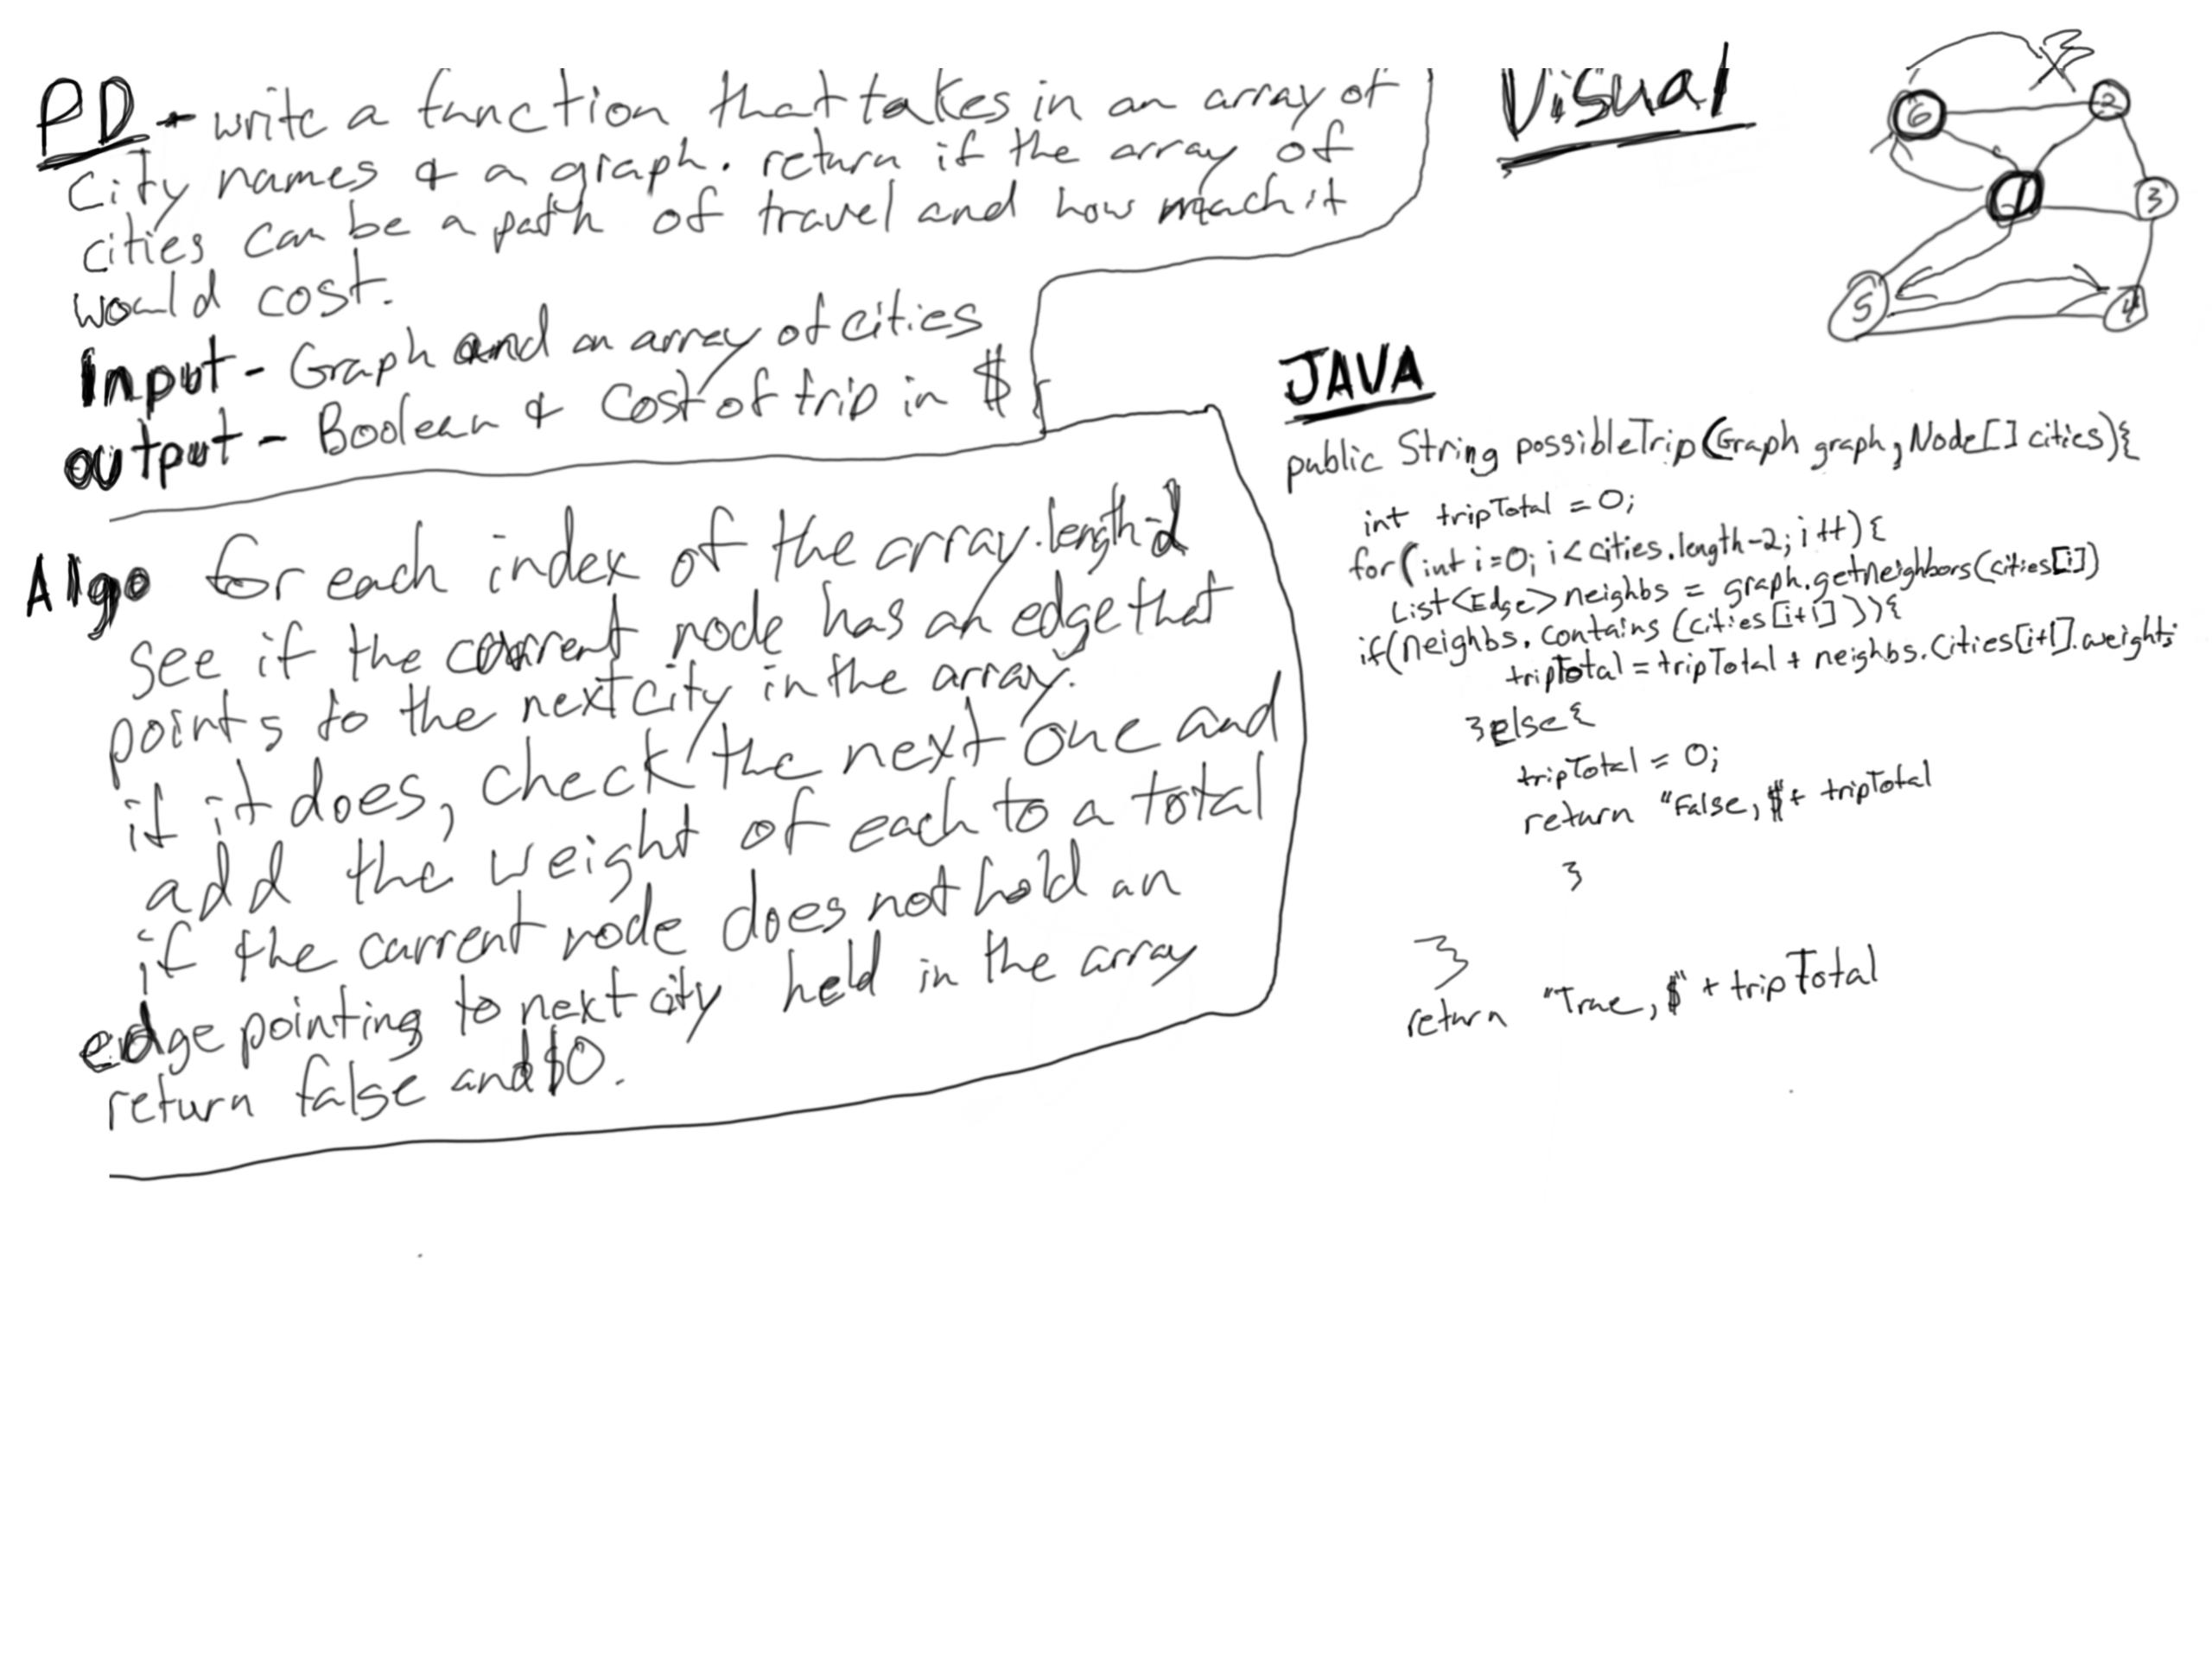 PD - write a function that takes in an array of
city names & a graph. return if the array of
cities can be a path of travel and how much it
would cost.
Input - Graph and an array of cities
output - Boolean & Cost of trip in $
Algo for each index of the array.length-2
see if the current node has an edge that
points to the next city in the array.
if it does, check the next one and
add the weight of each to a total
if the current node does not hold an
edge pointing to next city held in the array
return false and $0.
Visual
6
2
1
3
5
4
JAVA
public String possibleTrip(Graph graph, Node[] cities){
int tripTotal = 0;
for(int i=0; i<cities.length-2; i++){
List<Edge> neighbs = graph.getneighbors(cities[i])
if(neighbs.contains(cities[i+1])){
tripTotal = tripTotal + neighbs.cities[i+1].weight;
}else{
tripTotal = 0;
return "False, $ + tripTotal
}
}
return "True, $" + tripTotal